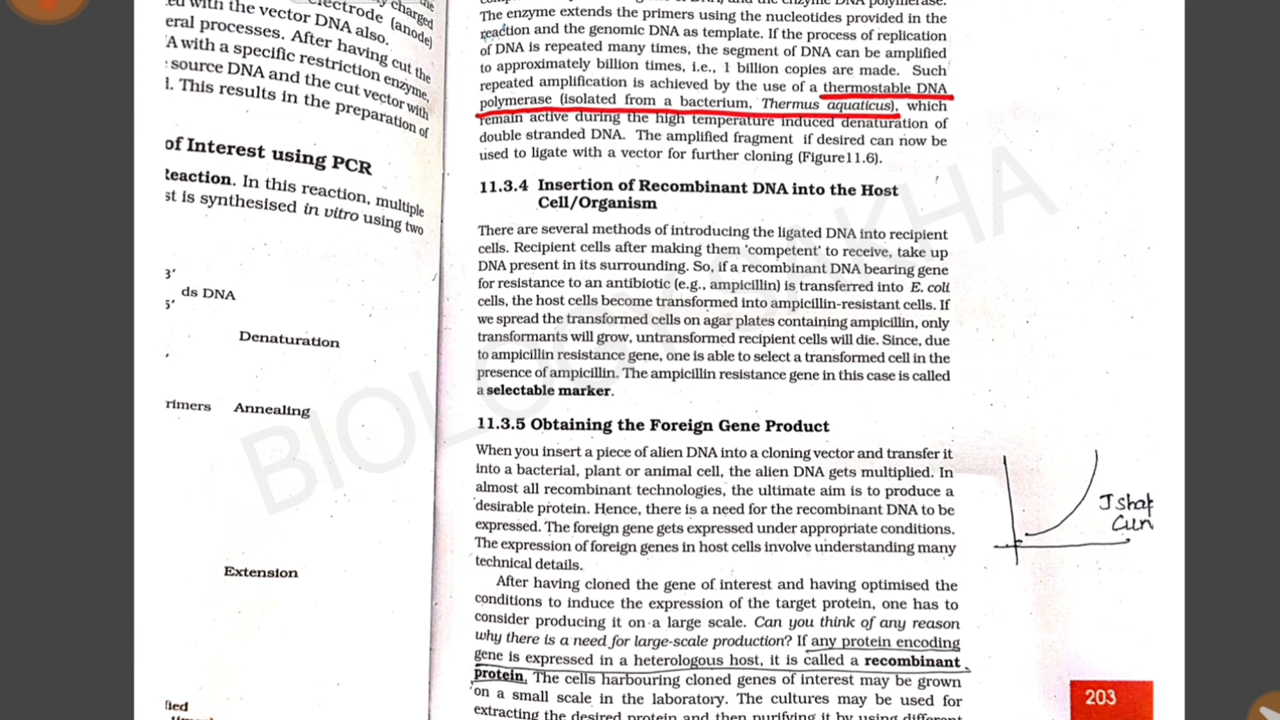 charged
electrode (anode)
with the vector DNA also.
eral processes. After having cut the
A with a specific restriction enzyme,
source DNA and the cut vector with
l. This results in the preparation of
of Interest using PCR
Reaction. In this reaction, multiple
st is synthesised in vitro using two
3'
ds DNA
5'
Denaturation
rimers Annealing
Extension
The enzyme extends the primers using the nucleotides provided in the
reaction and the genomic DNA as template. If the process of replication
of DNA is repeated many times, the segment of DNA can be amplified
to approximately billion times, i.e., 1 billion copies are made. Such
repeated amplification is achieved by the use of a thermostable DNA
polymerase (isolated from a bacterium, Thermus aquaticus), which
remain active during the high temperature induced denaturation of
double stranded DNA. The amplified fragment if desired can now be
used to ligate with a vector for further cloning (Figure11.6).
11.3.4 Insertion of Recombinant DNA into the Host
Cell/Organism
There are several methods of introducing the ligated DNA into recipient
cells. Recipient cells after making them 'competent' to receive, take up
DNA present in its surrounding. So, if a recombinant DNA bearing gene
for resistance to an antibiotic (e.g., ampicillin) is transferred into E. coli
cells, the host cells become transformed into ampicillin-resistant cells. If
we spread the transformed cells on agar plates containing ampicillin, only
transformants will grow, untransformed recipient cells will die. Since, due
to ampicillin resistance gene, one is able to select a transformed cell in the
presence of ampicillin. The ampicillin resistance gene in this case is called
a selectable marker.
11.3.5 Obtaining the Foreign Gene Product
When you insert a piece of alien DNA into a cloning vector and transfer it
into a bacterial, plant or animal cell, the alien DNA gets multiplied. In
almost all recombinant technologies, the ultimate aim is to produce a
desirable protein. Hence, there is a need for the recombinant DNA to be
expressed. The foreign gene gets expressed under appropriate conditions.
The expression of foreign genes in host cells involve understanding many
technical details.
After having cloned the gene of interest and having optimised the
conditions to induce the expression of the target protein, one has to
consider producing it on a large scale. Can you think of any reason
why there is a need for large-scale production? If any protein encoding
gene is expressed in a heterologous host, it is called a recombinant
protein. The cells harbouring cloned genes of interest may be grown
on a small scale in the laboratory. The cultures may be used for
extracting the desired protein and then purifying it by using different
J shap
Curv
203
BIOLOGY SAKHA